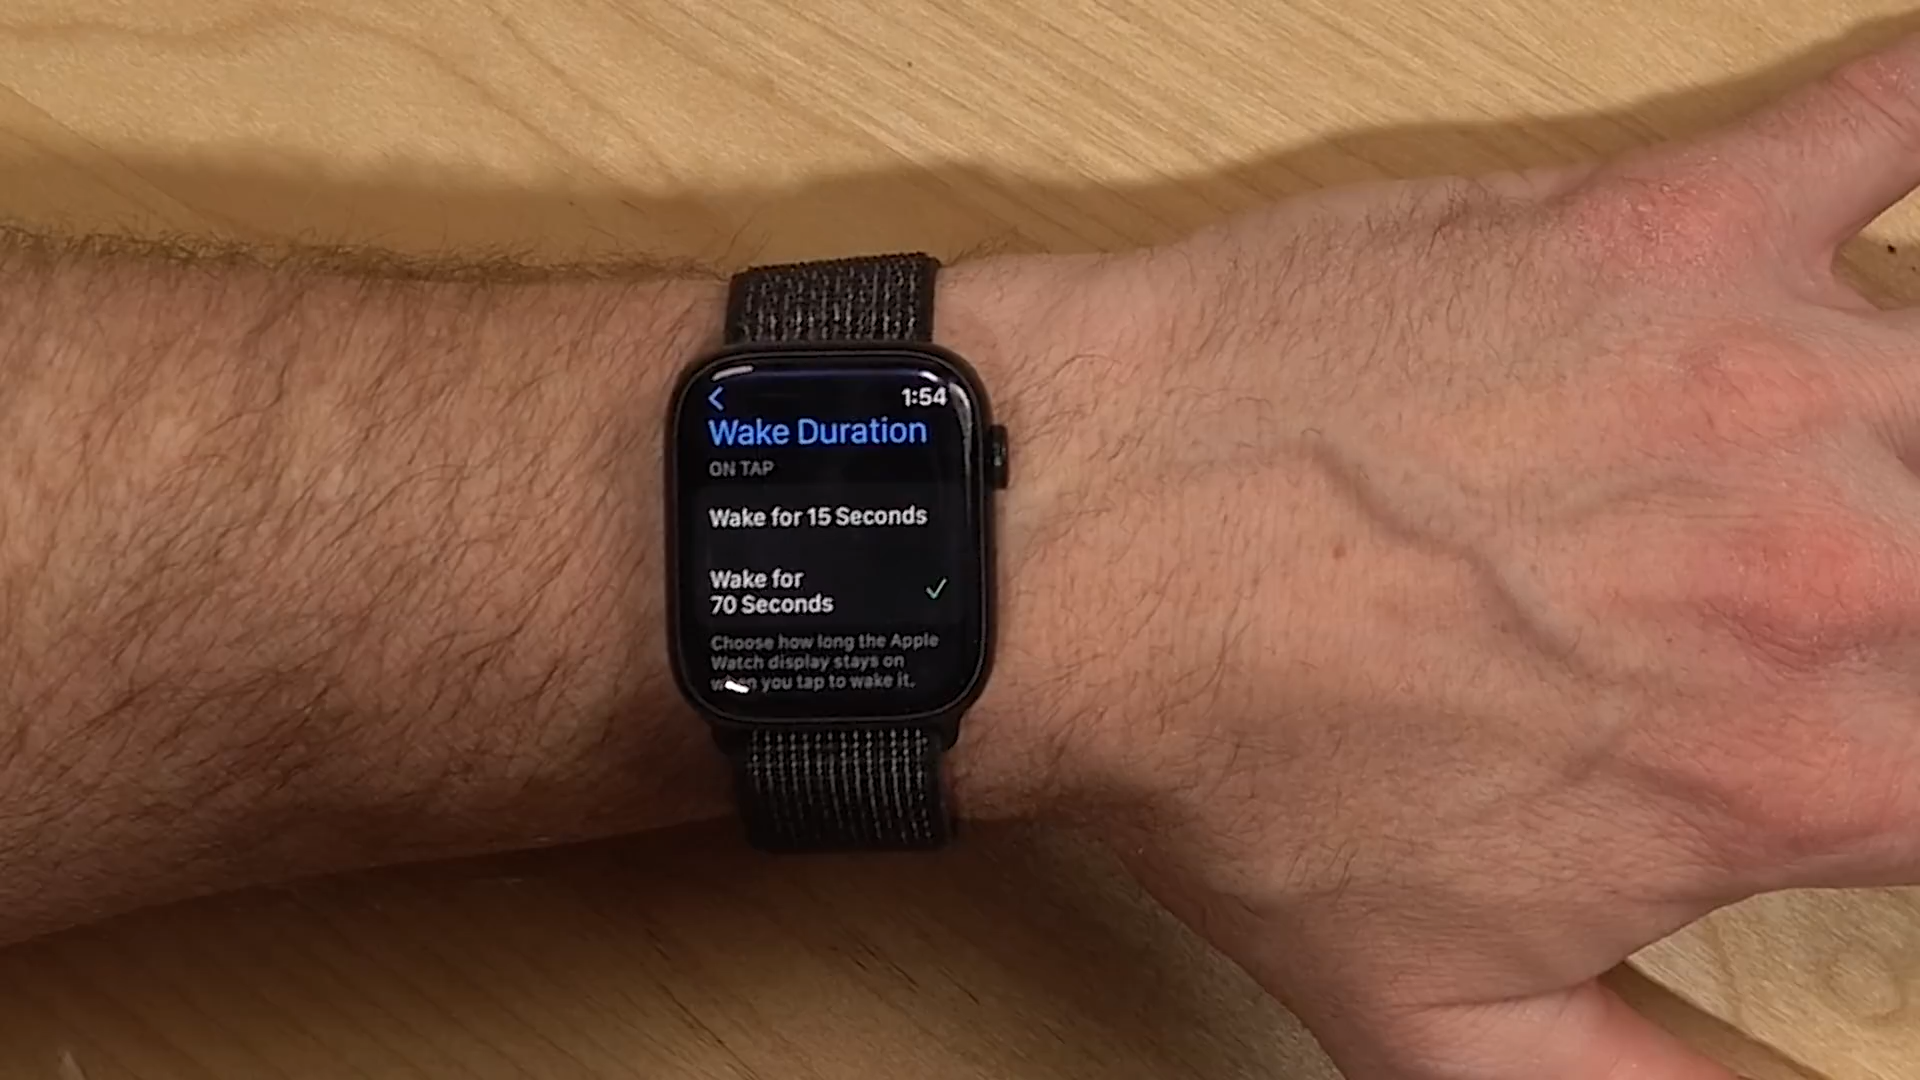 1:54
Wake Duration
ON TAP
Wake for 15 Seconds
Wake for
70 Seconds
Choose how long the Apple
Watch display stays on
when you tap to wake it.